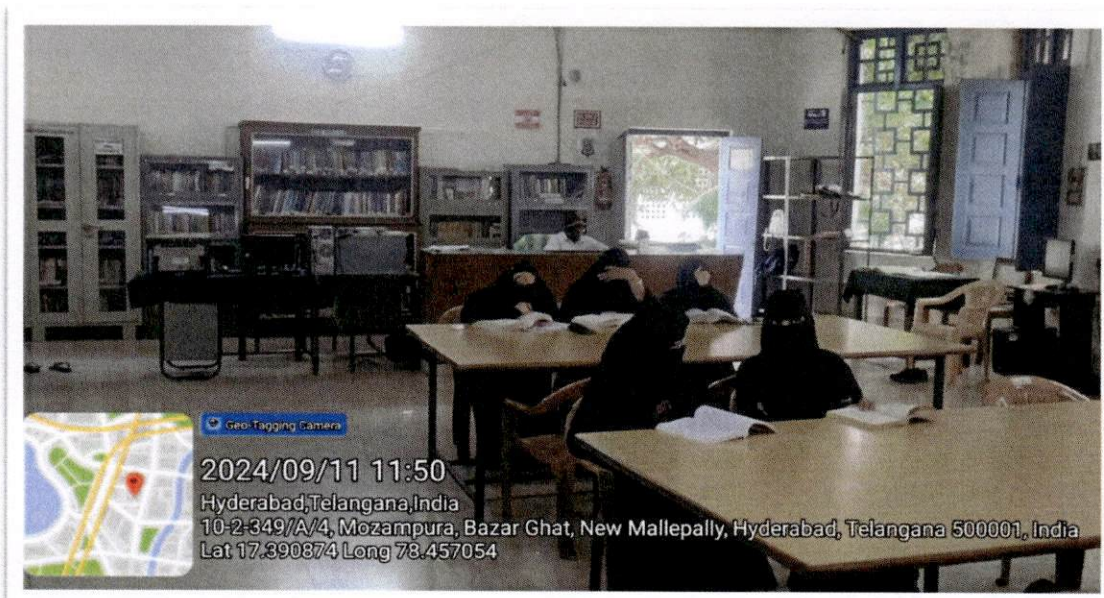 Geo-Tagging Camera
2024/09/11 11:50
Hyderabad,Telangana,India
10-2-349/A/4, Mozampura, Bazar Ghat, New Mallepally, Hyderabad, Telangana 500001, India
Lat 17.390874 Long 78.457054